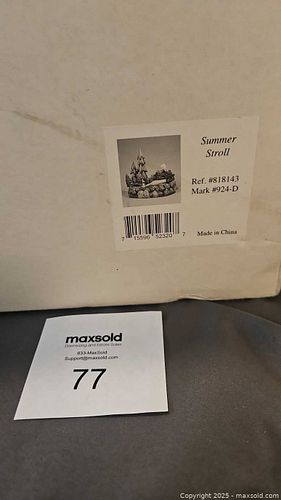 Summer
Stroll
Ref. #818143
Mark #924-D
7 15596 52320 7
Made in China
maxsold
Downsizing and Estate Sales
833-MaxSold
Support@maxsold.com
77
Copyright © 2025 - maxsold.com